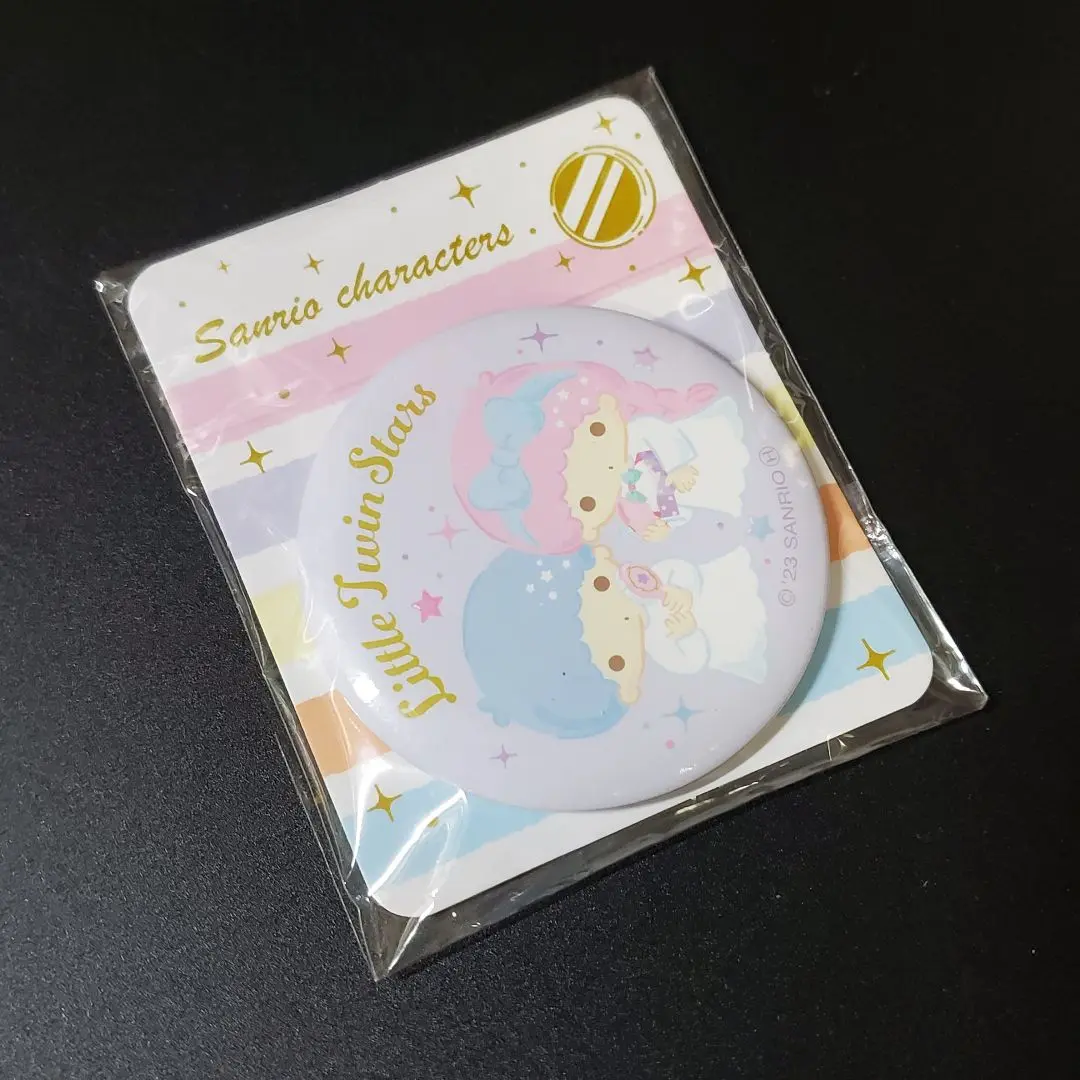 Sanrio characters
Little Twin Stars
© '23 SANRIO Ⓗ